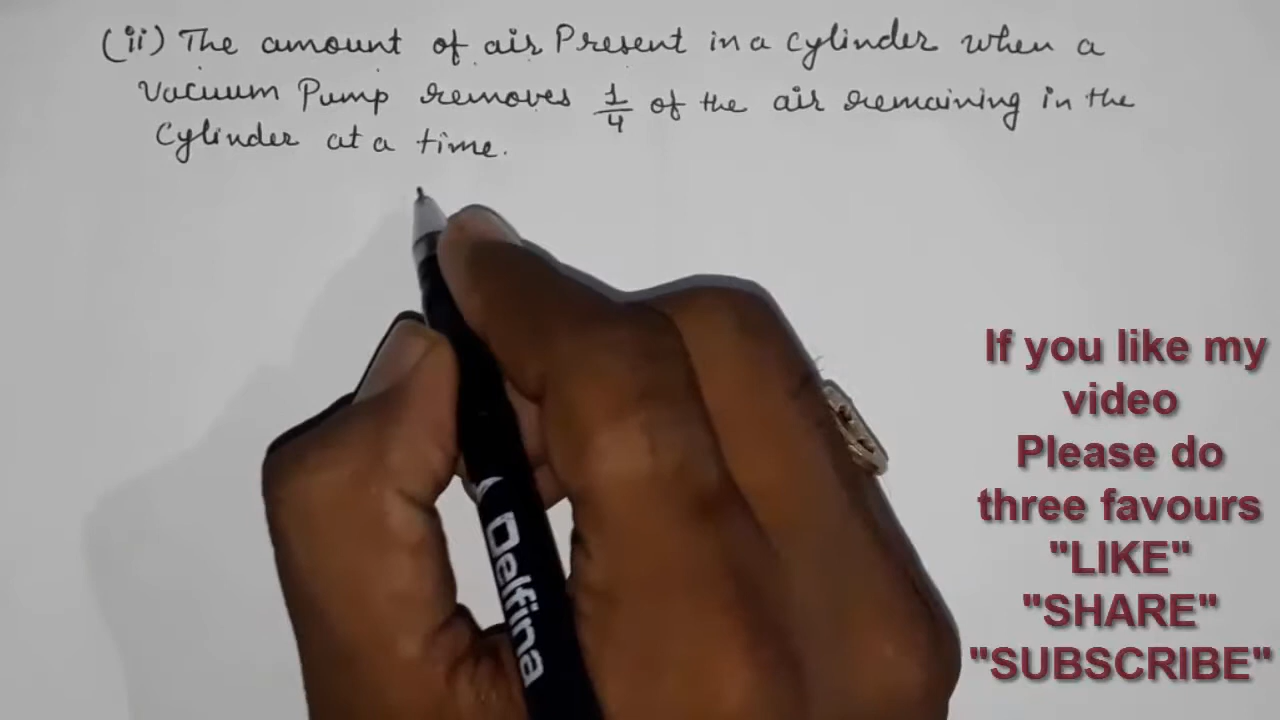 (ii) The amount of air Present in a cylinder when a
Vacuum Pump removes 1/4 of the air remaining in the
Cylinder at a time.
If you like my
video
Please do
three favours
"LIKE"
"SHARE"
"SUBSCRIBE"
Delfina